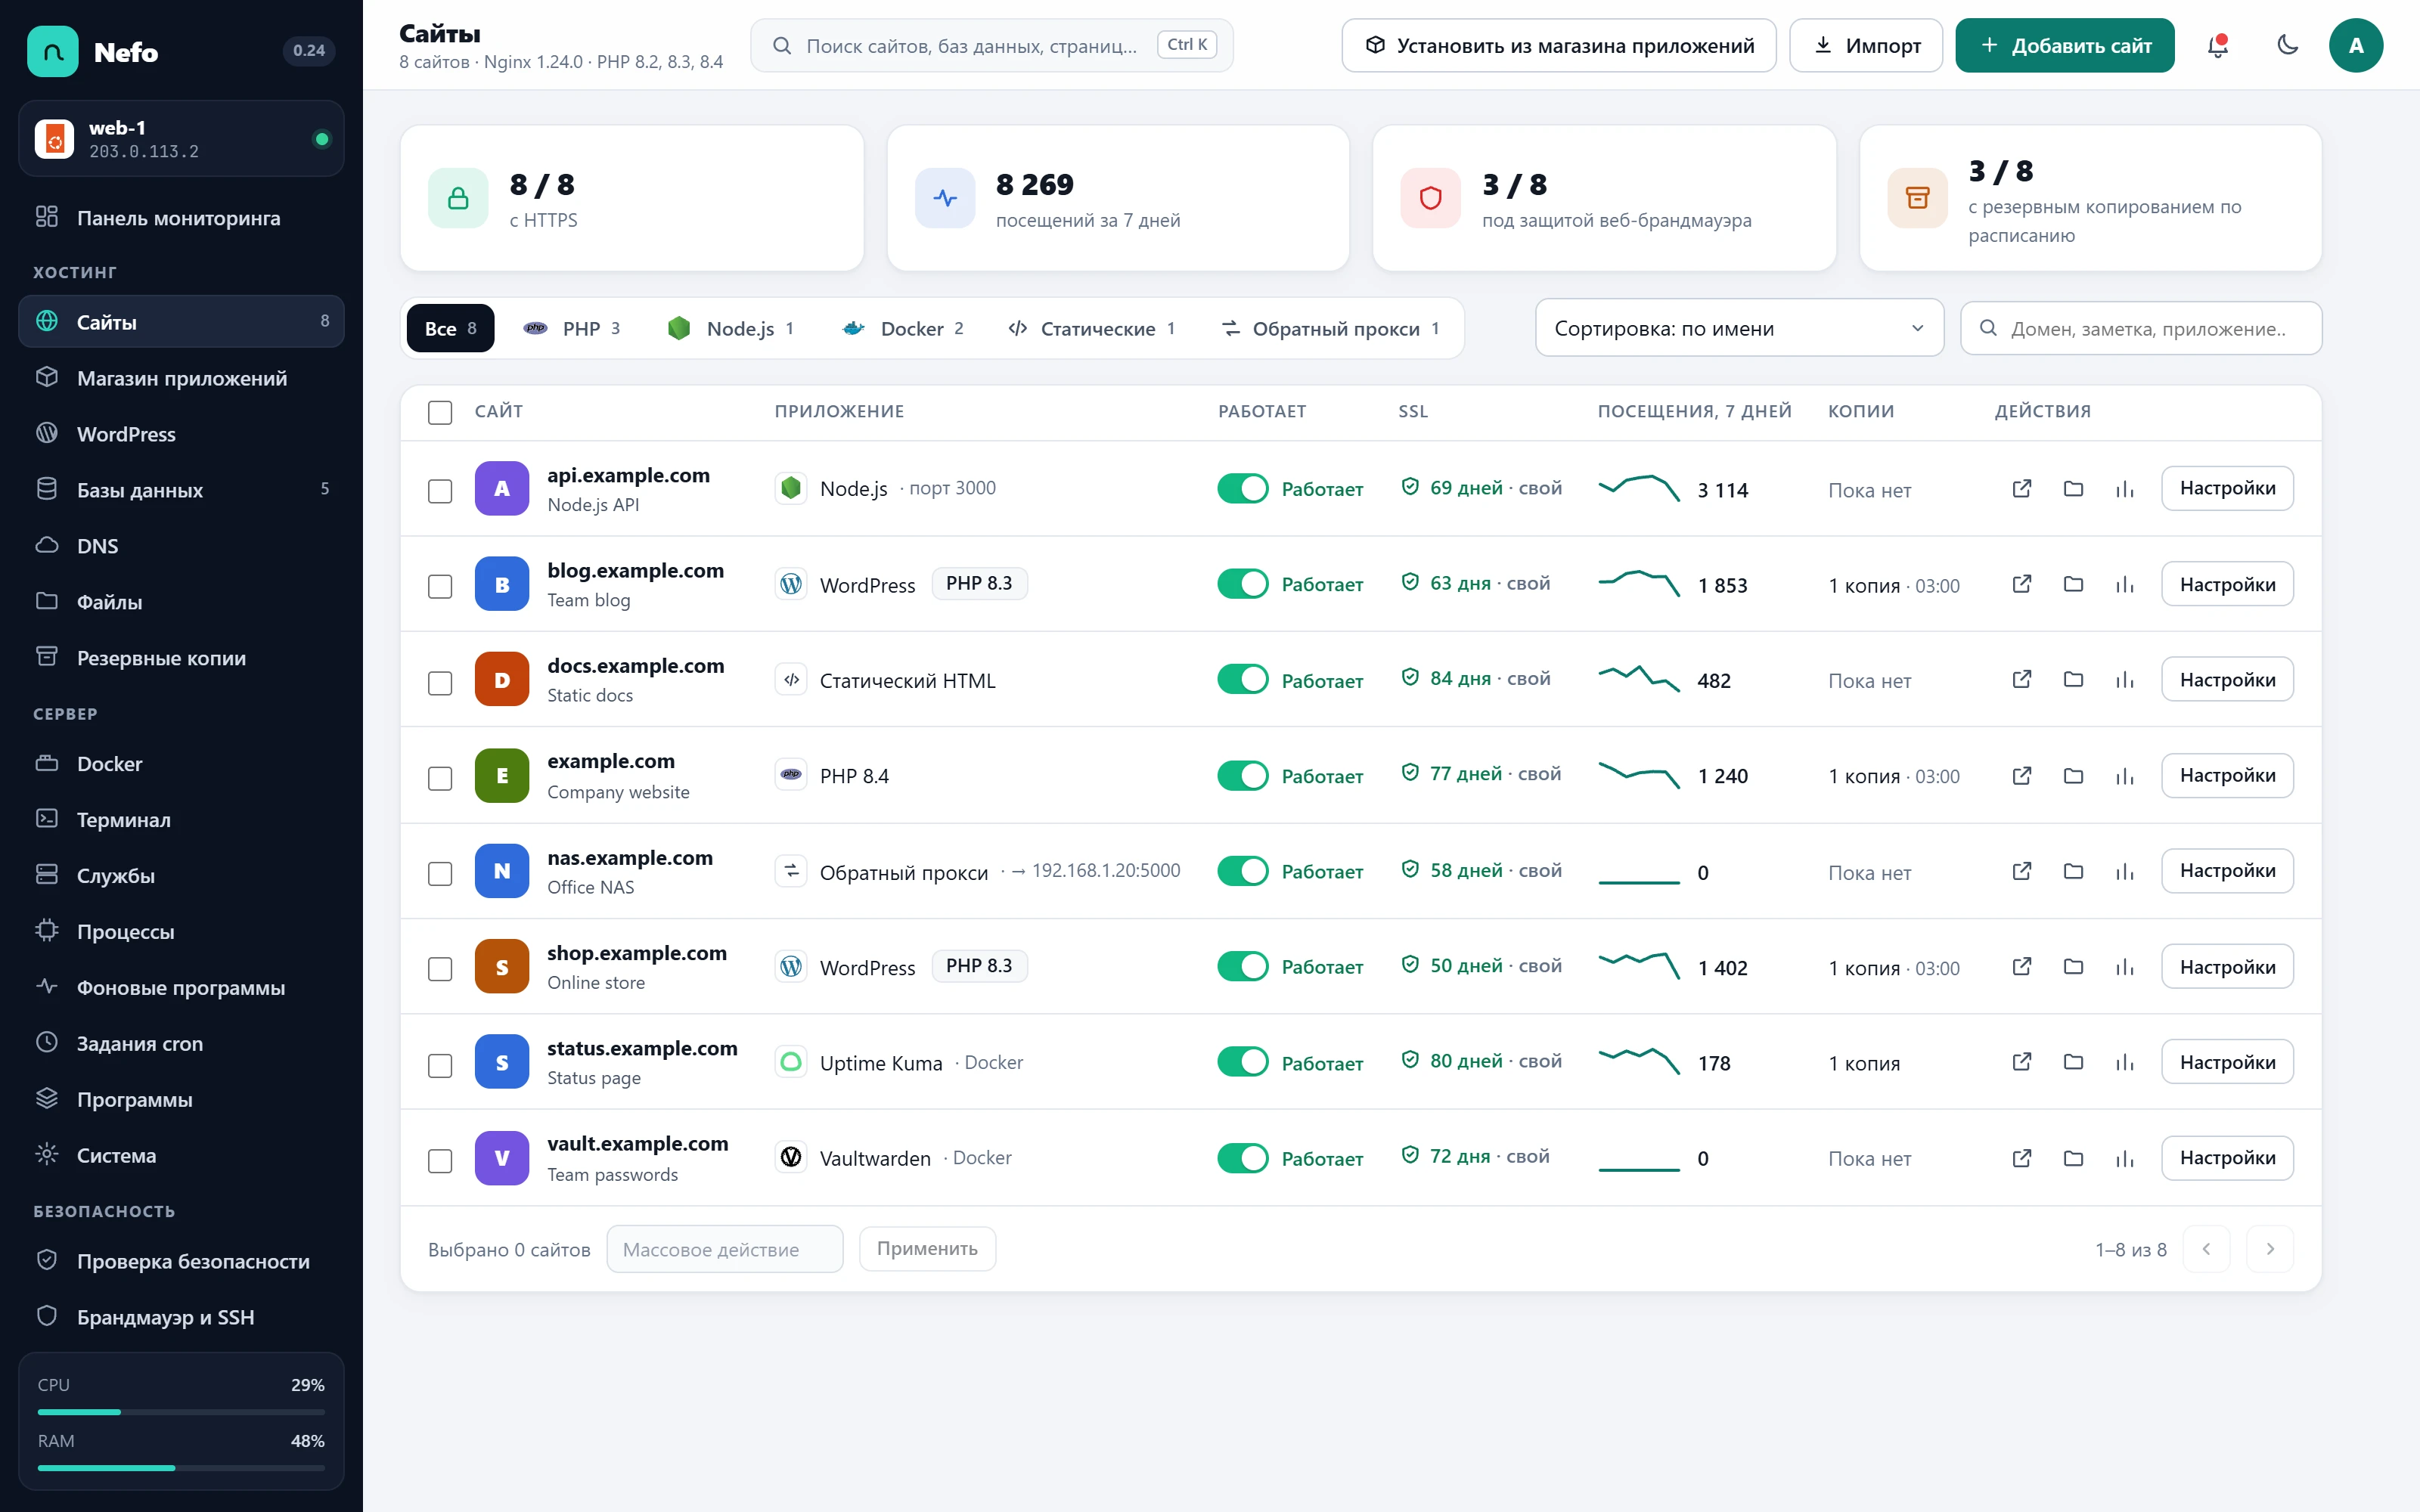 Nefo
0.24
web-1
203.0.113.2
Панель мониторинга
ХОСТИНГ
Сайты 8
Магазин приложений
WordPress
Базы данных 5
DNS
Файлы
Резервные копии
СЕРВЕР
Docker
Терминал
Службы
Процессы
Фоновые программы
Задания cron
Программы
Система
БЕЗОПАСНОСТЬ
Проверка безопасности
Брандмауэр и SSH
CPU 29%
RAM 48%
Сайты
8 сайтов · Nginx 1.24.0 · PHP 8.2, 8.3, 8.4
Поиск сайтов, баз данных, страниц... Ctrl K
Установить из магазина приложений
Импорт
Добавить сайт
A
8 / 8
с HTTPS
8 269
посещений за 7 дней
3 / 8
под защитой веб-брандмауэра
3 / 8
с резервным копированием по
расписанию
Все 8
php PHP 3
Node.js 1
Docker 2
Статические 1
Обратный прокси 1
Сортировка: по имени
Домен, заметка, приложение..
САЙТ ПРИЛОЖЕНИЕ РАБОТАЕТ SSL ПОСЕЩЕНИЯ, 7 ДНЕЙ КОПИИ ДЕЙСТВИЯ
A api.example.com Node.js · порт 3000 Работает 69 дней · свой 3 114 Пока нет Настройки
Node.js API
B blog.example.com WordPress PHP 8.3 Работает 63 дня · свой 1 853 1 копия · 03:00 Настройки
Team blog
D docs.example.com Статический HTML Работает 84 дня · свой 482 Пока нет Настройки
Static docs
E example.com php PHP 8.4 Работает 77 дней · свой 1 240 1 копия · 03:00 Настройки
Company website
N nas.example.com Обратный прокси · → 192.168.1.20:5000 Работает 58 дней · свой 0 Пока нет Настройки
Office NAS
S shop.example.com WordPress PHP 8.3 Работает 50 дней · свой 1 402 1 копия · 03:00 Настройки
Online store
S status.example.com Uptime Kuma · Docker Работает 80 дней · свой 178 1 копия Настройки
Status page
V vault.example.com Vaultwarden · Docker Работает 72 дня · свой 0 Пока нет Настройки
Team passwords
Выбрано 0 сайтов Массовое действие Применить 1–8 из 8